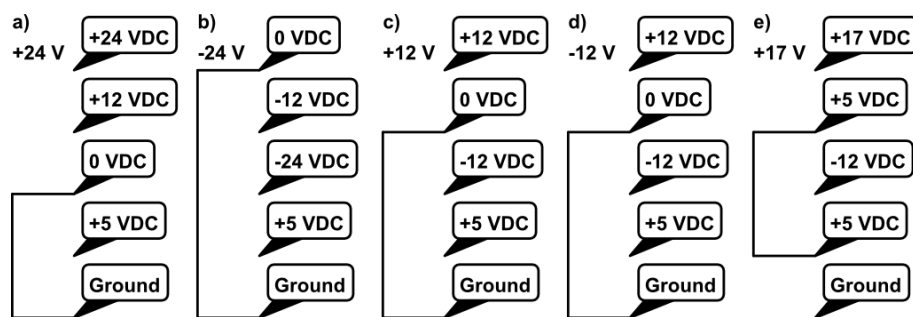 a)
+24 V
+24 VDC
+12 VDC
0 VDC
+5 VDC
Ground
b)
-24 V
0 VDC
-12 VDC
-24 VDC
+5 VDC
Ground
c)
+12 V
+12 VDC
0 VDC
-12 VDC
+5 VDC
Ground
d)
-12 V
+12 VDC
0 VDC
-12 VDC
+5 VDC
Ground
e)
+17 V
+17 VDC
+5 VDC
-12 VDC
+5 VDC
Ground